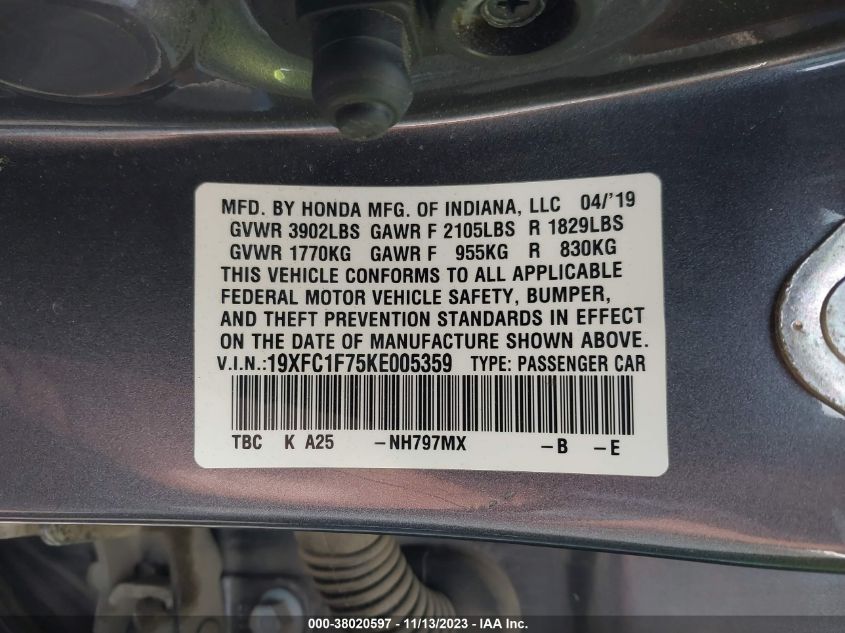 MFD. BY HONDA MFG. OF INDIANA, LLC 04/'19
GVWR 3902LBS GAWR F 2105LBS R 1829LBS
GVWR 1770KG GAWR F 955KG R 830KG
THIS VEHICLE CONFORMS TO ALL APPLICABLE
FEDERAL MOTOR VEHICLE SAFETY, BUMPER,
AND THEFT PREVENTION STANDARDS IN EFFECT
ON THE DATE OF MANUFACTURE SHOWN ABOVE.
V.I.N.:19XFC1F75KE005359 TYPE: PASSENGER CAR
TBC K A25 -NH797MX -B -E
000-38020597 - 11/13/2023 - IAA Inc.